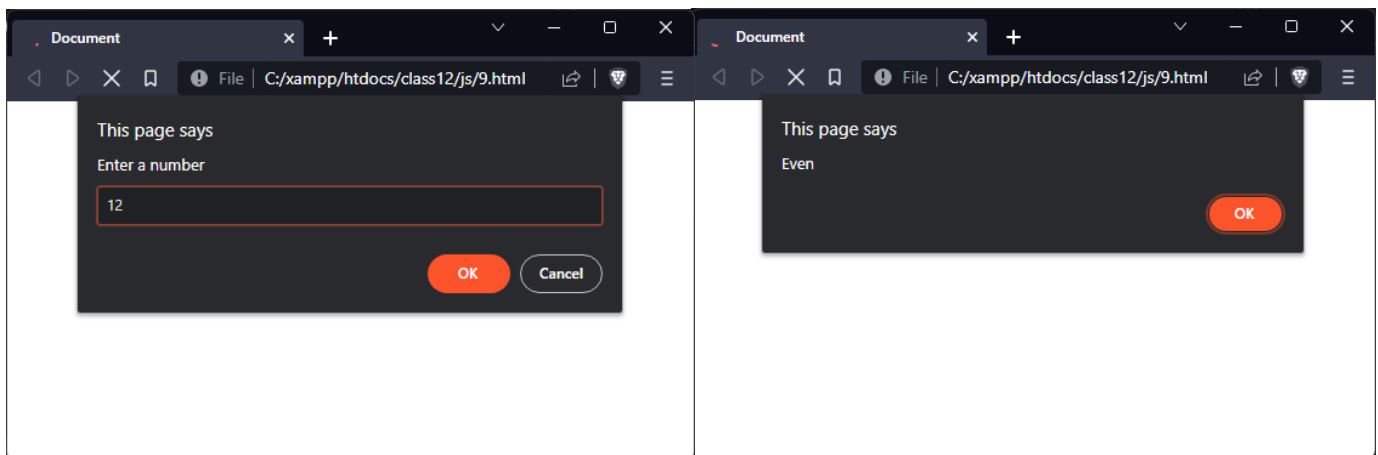 Document
File C:/xampp/htdocs/class12/js/9.html
This page says
Enter a number
12
OK Cancel
Document
File C:/xampp/htdocs/class12/js/9.html
This page says
Even
OK